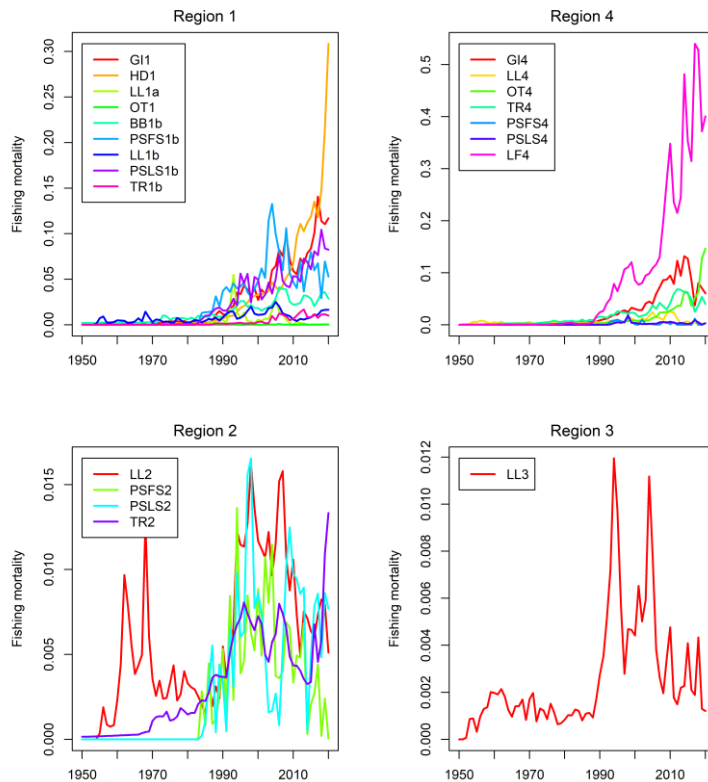 Region 1
Fishing mortality
0.30
0.25
0.20
0.15
0.10
0.05
0.00
GI1
HD1
LL1a
OT1
BB1b
PSFS1b
LL1b
PSLS1b
TR1b
1950 1970 1990 2010
Region 4
Fishing mortality
0.5
0.4
0.3
0.2
0.1
0.0
GI4
LL4
OT4
TR4
PSFS4
PSLS4
LF4
1950 1970 1990 2010
Region 2
Fishing mortality
0.015
0.010
0.005
0.000
LL2
PSFS2
PSLS2
TR2
1950 1970 1990 2010
Region 3
Fishing mortality
0.012
0.010
0.008
0.006
0.004
0.002
0.000
LL3
1950 1970 1990 2010